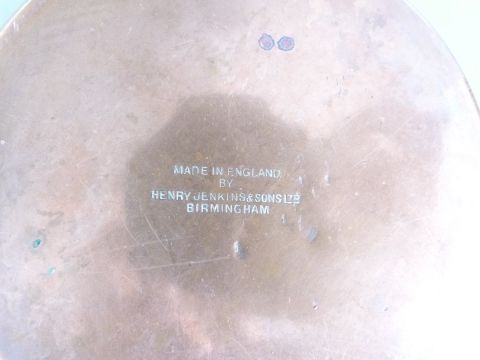 MADE IN ENGLAND
BY
HENRY JENKINS & SONS LTD
BIRMINGHAM